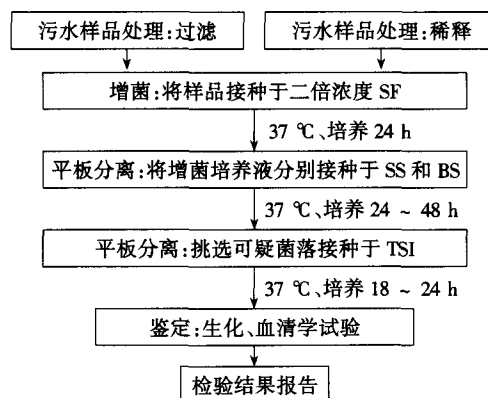 污水样品处理:过滤
污水样品处理:稀释
增菌:将样品接种于二倍浓度 SF
37 ℃、培养 24 h
平板分离:将增菌培养液分别接种于 SS 和 BS
37 ℃、培养 24 ~ 48 h
平板分离:挑选可疑菌落接种于 TSI
37 ℃、培养 18 ~ 24 h
鉴定:生化、血清学试验
检验结果报告